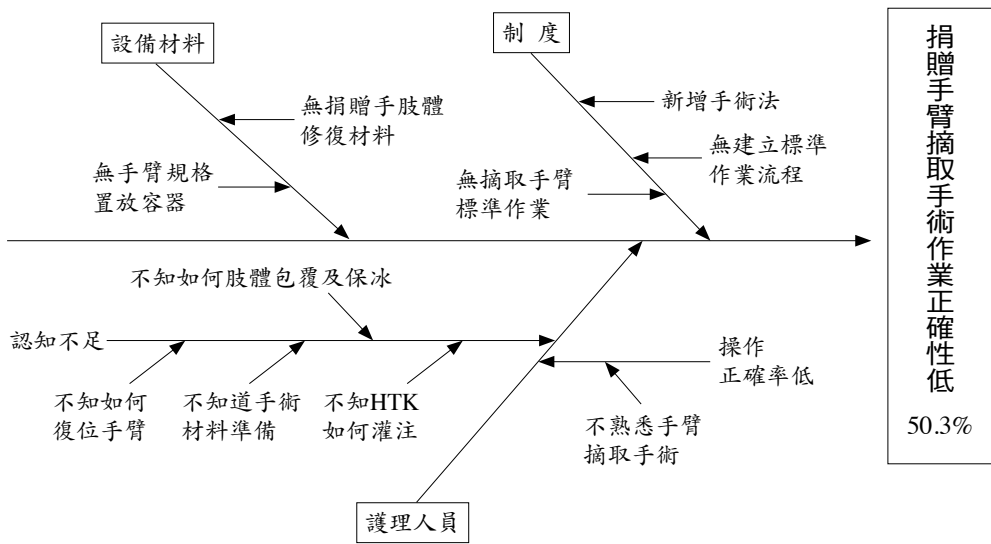 設備材料
無捐贈手肢體
修復材料
無手臂規格
置放容器
制 度
新增手術法
無建立標準
作業流程
無摘取手臂
標準作業
不知如何肢體包覆及保冰
認知不足
不知如何
復位手臂
不知道手術
材料準備
不知HTK
如何灌注
操作
正確率低
不熟悉手臂
摘取手術
護理人員
捐贈手臂摘取手術作業正確性低
50.3%